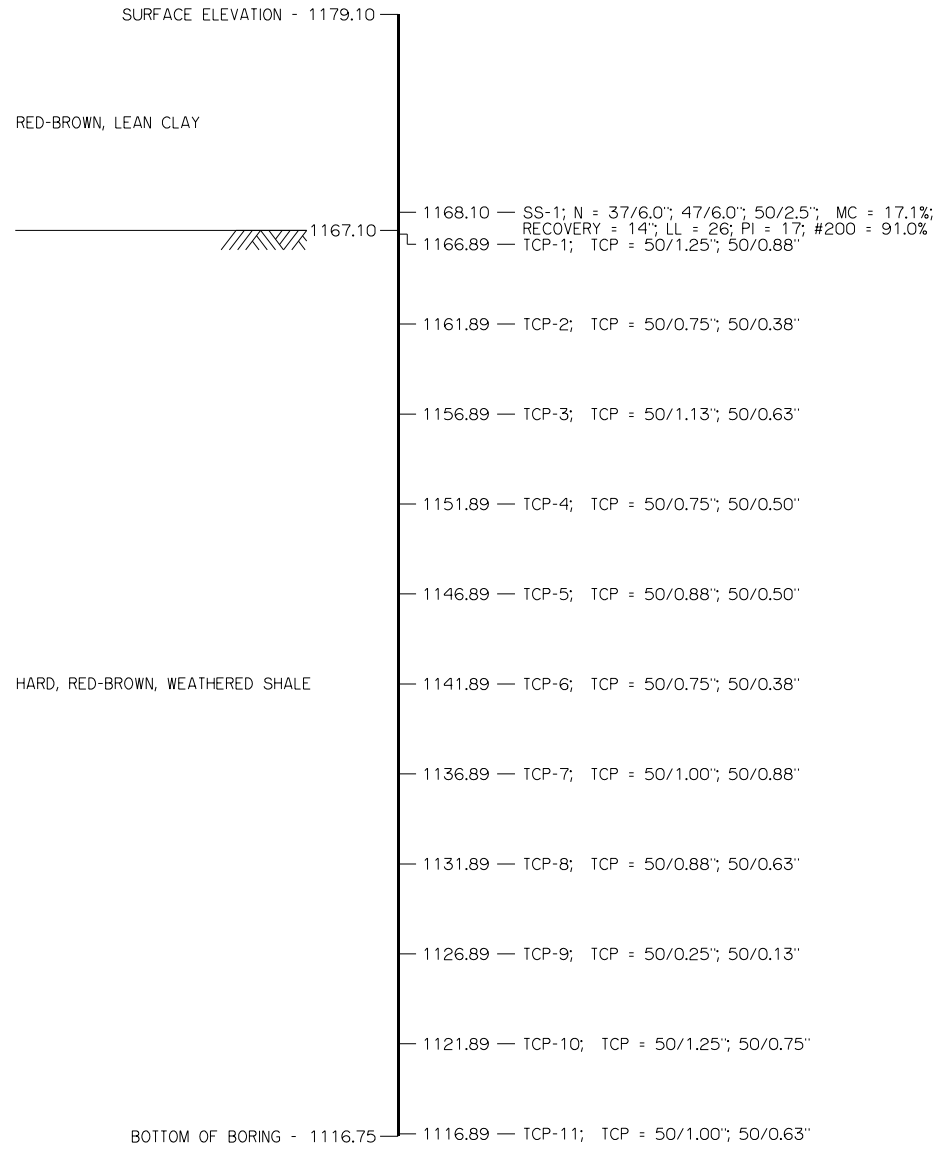 SURFACE ELEVATION - 1179.10
RED-BROWN, LEAN CLAY
1168.10 — SS-1; N = 37/6.0"; 47/6.0"; 50/2.5"; MC = 17.1%;
RECOVERY = 14"; LL = 26; PI = 17; #200 = 91.0%
1167.10
1166.89 — TCP-1; TCP = 50/1.25"; 50/0.88"
1161.89 — TCP-2; TCP = 50/0.75"; 50/0.38"
1156.89 — TCP-3; TCP = 50/1.13"; 50/0.63"
1151.89 — TCP-4; TCP = 50/0.75"; 50/0.50"
1146.89 — TCP-5; TCP = 50/0.88"; 50/0.50"
HARD, RED-BROWN, WEATHERED SHALE
1141.89 — TCP-6; TCP = 50/0.75"; 50/0.38"
1136.89 — TCP-7; TCP = 50/1.00"; 50/0.88"
1131.89 — TCP-8; TCP = 50/0.88"; 50/0.63"
1126.89 — TCP-9; TCP = 50/0.25"; 50/0.13"
1121.89 — TCP-10; TCP = 50/1.25"; 50/0.75"
1116.89 — TCP-11; TCP = 50/1.00"; 50/0.63"
BOTTOM OF BORING - 1116.75